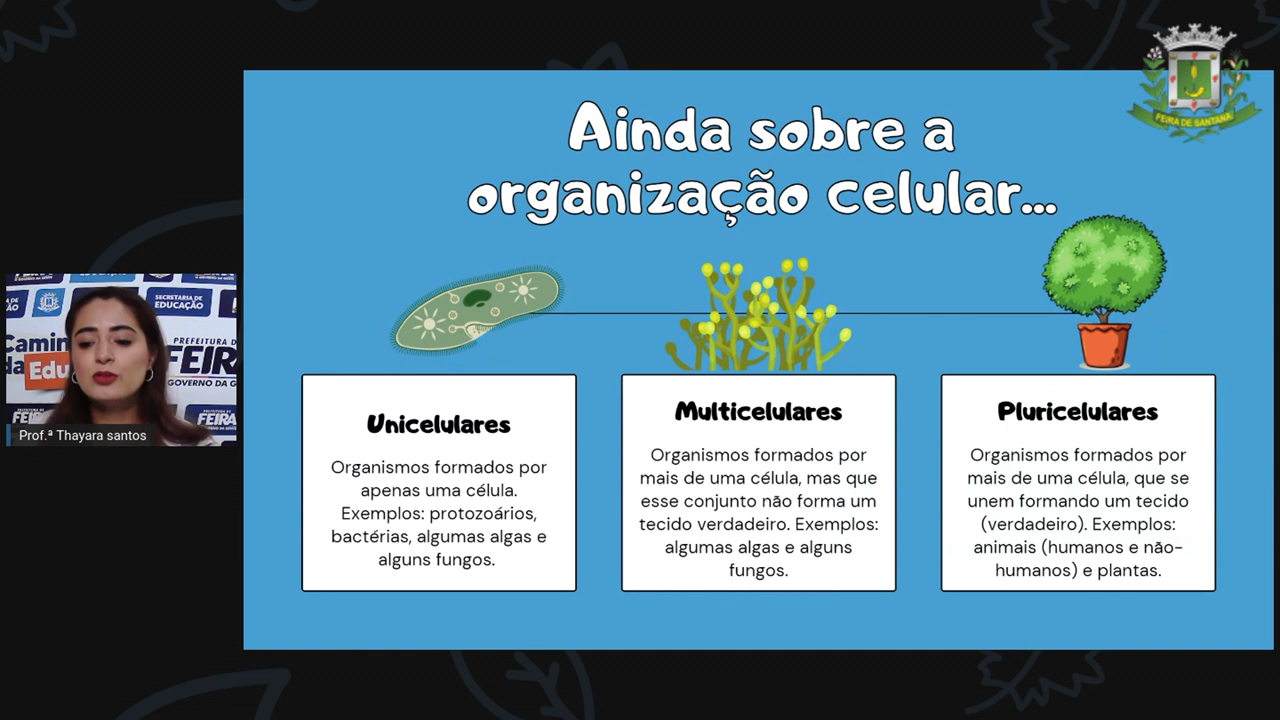 FEIRA DE SANTANA
Ainda sobre a
organização celular...
Unicelulares
Organismos formados por
apenas uma célula.
Exemplos: protozoários,
bactérias, algumas algas e
alguns fungos.
Multicelulares
Organismos formados por
mais de uma célula, mas que
esse conjunto não forma um
tecido verdadeiro. Exemplos:
algumas algas e alguns
fungos.
Pluricelulares
Organismos formados por
mais de uma célula, que se
unem formando um tecido
(verdadeiro). Exemplos:
animais (humanos e não-
humanos) e plantas.
SECRETARIA DE
EDUCAÇÃO
PREFEITURA D
FEIR
GOVERNO DA G
Camin
da
Edu
FEIRA
Prof.ª Thayara santos